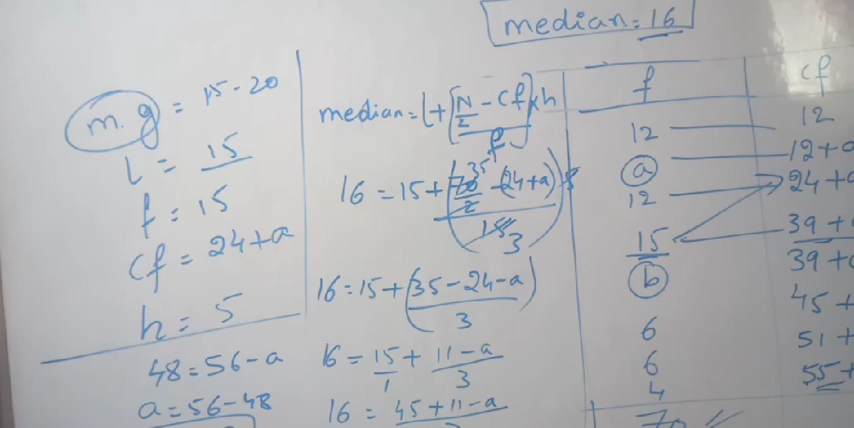 median = 16
m.g = 15-20
l = 15
f = 15
cf = 24+a
h = 5
48 = 56-a
a = 56-48
median = l + [N/2 - cf / f] x h
16 = 15 + (70/2 35 - (24+a) / 15 3) 5
16 = 15 + (35-24-a / 3)
16 = 15/1 + 11-a/3
16 = 45+11-a
f cf
12 12
a 12+a
12 24+a
15 39+
b 39+
6 45+
6 51+
4 55+
70